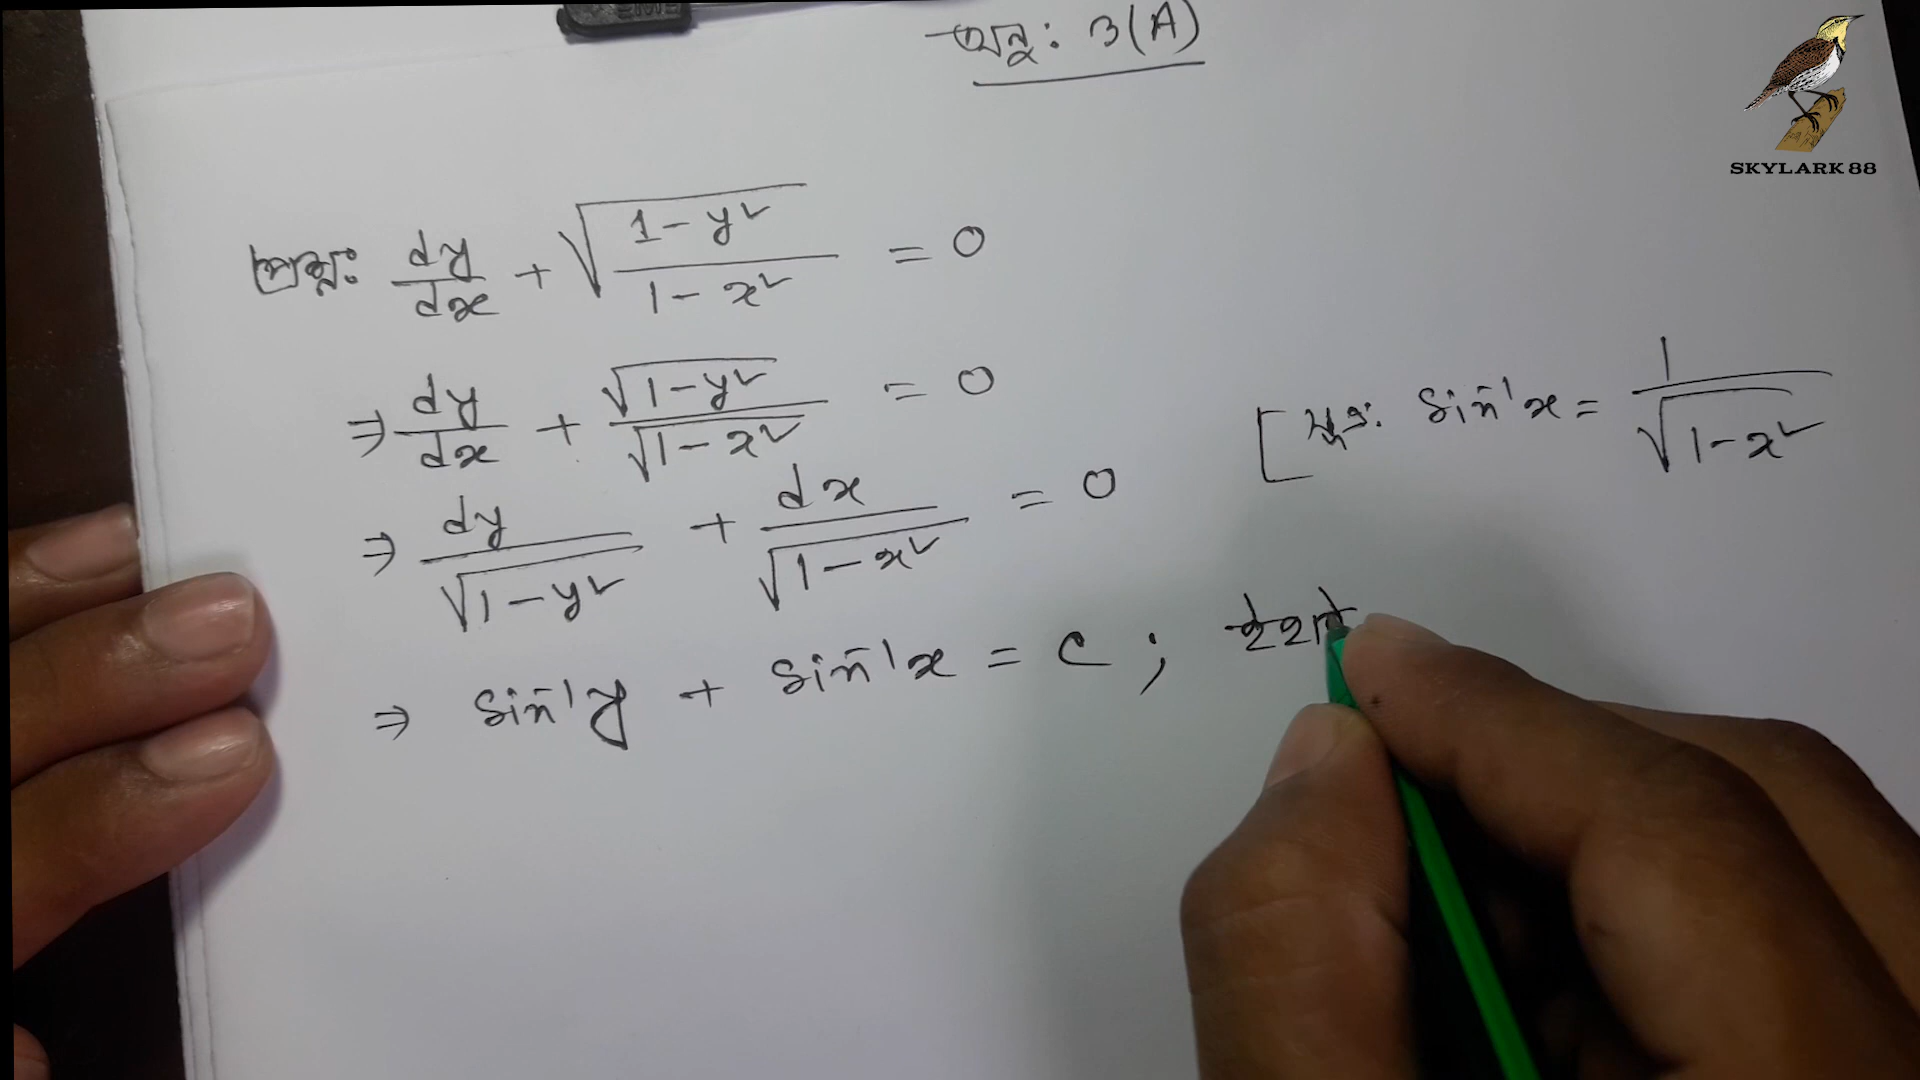 অনু: 3(A)
SKYLARK 88
প্রশ্ন: dy/dx + √((1-y²)/(1-x²)) = 0
⇒ dy/dx + √(1-y²)/√(1-x²) = 0
[সূত্র: sin⁻¹x = 1/√(1-x²)
⇒ dy/√(1-y²) + dx/√(1-x²) = 0
⇒ sin⁻¹y + sin⁻¹x = c ;